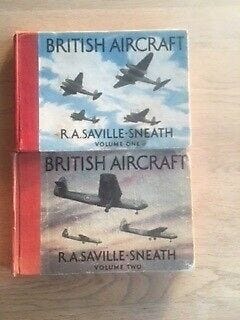 BRITISH AIRCRAFT
R.A.SAVILLE-SNEATH
VOLUME ONE
BRITISH AIRCRAFT
R.A.SAVILLE-SNEATH
VOLUME TWO